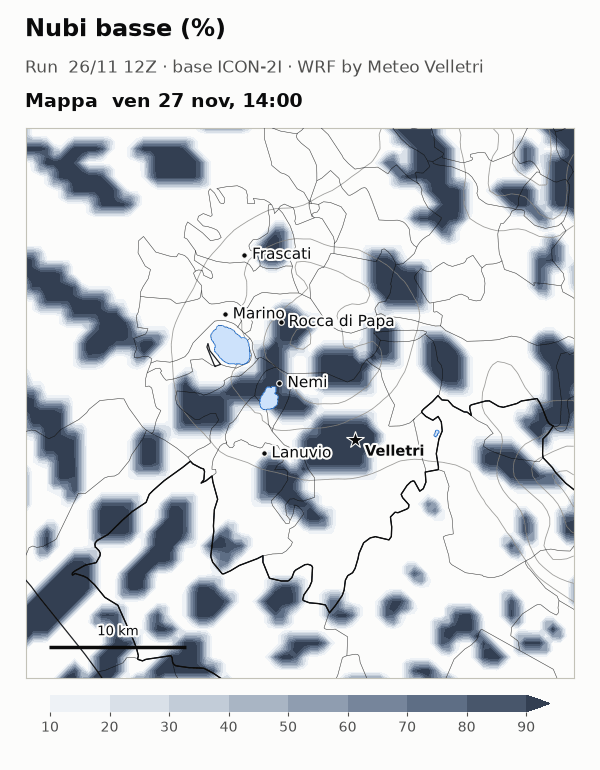 Nubi basse (%)
Run 26/11 12Z · base ICON-2I · WRF by Meteo Velletri
Mappa ven 27 nov, 14:00
Frascati
Marino
Rocca di Papa
Nemi
Velletri
Lanuvio
10 km
10 20 30 40 50 60 70 80 90